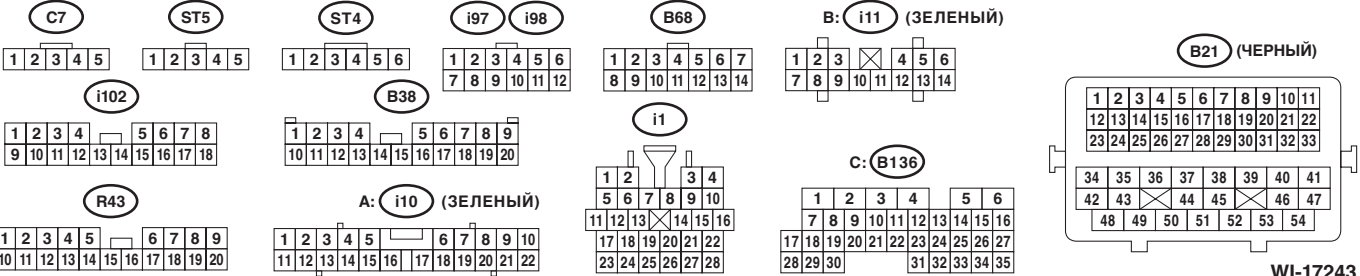 C7
1 2 3 4 5
ST5
1 2 3 4 5
ST4
1 2 3 4 5 6
i97 i98
1 2 3 4 5 6
7 8 9 10 11 12
B68
1 2 3 4 5 6 7
8 9 10 11 12 13 14
B: i11 (ЗЕЛЕНЫЙ)
1 2 3 4 5 6
7 8 9 10 11 12 13 14
B21 (ЧЕРНЫЙ)
1 2 3 4 5 6 7 8 9 10 11
12 13 14 15 16 17 18 19 20 21 22
23 24 25 26 27 28 29 30 31 32 33
34 35 36 37 38 39 40 41
42 43 44 45 46 47
48 49 50 51 52 53 54
i102
1 2 3 4 5 6 7 8
9 10 11 12 13 14 15 16 17 18
B38
1 2 3 4 5 6 7 8 9
10 11 12 13 14 15 16 17 18 19 20
i1
1 2 3 4
5 6 7 8 9 10
11 12 13 14 15 16
17 18 19 20 21 22
23 24 25 26 27 28
C: B136
1 2 3 4 5 6
7 8 9 10 11 12 13 14 15 16
17 18 19 20 21 22 23 24 25 26 27
28 29 30 31 32 33 34 35
R43
1 2 3 4 5 6 7 8 9
10 11 12 13 14 15 16 17 18 19 20
A: i10 (ЗЕЛЕНЫЙ)
1 2 3 4 5 6 7 8 9 10
11 12 13 14 15 16 17 18 19 20 21 22
WI-17243